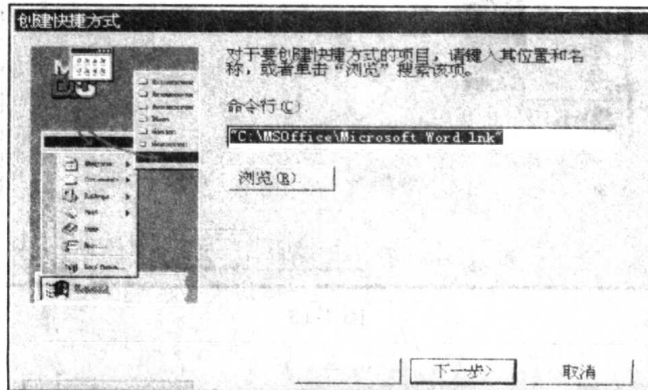 创建快捷方式
对于要创建快捷方式的项目，请键入其位置和名
称，或者单击“浏览”搜索该项。
命令行(C)
"C:\MSOffice\Microsoft Word.lnk"
浏览(R)
下一步>
取消